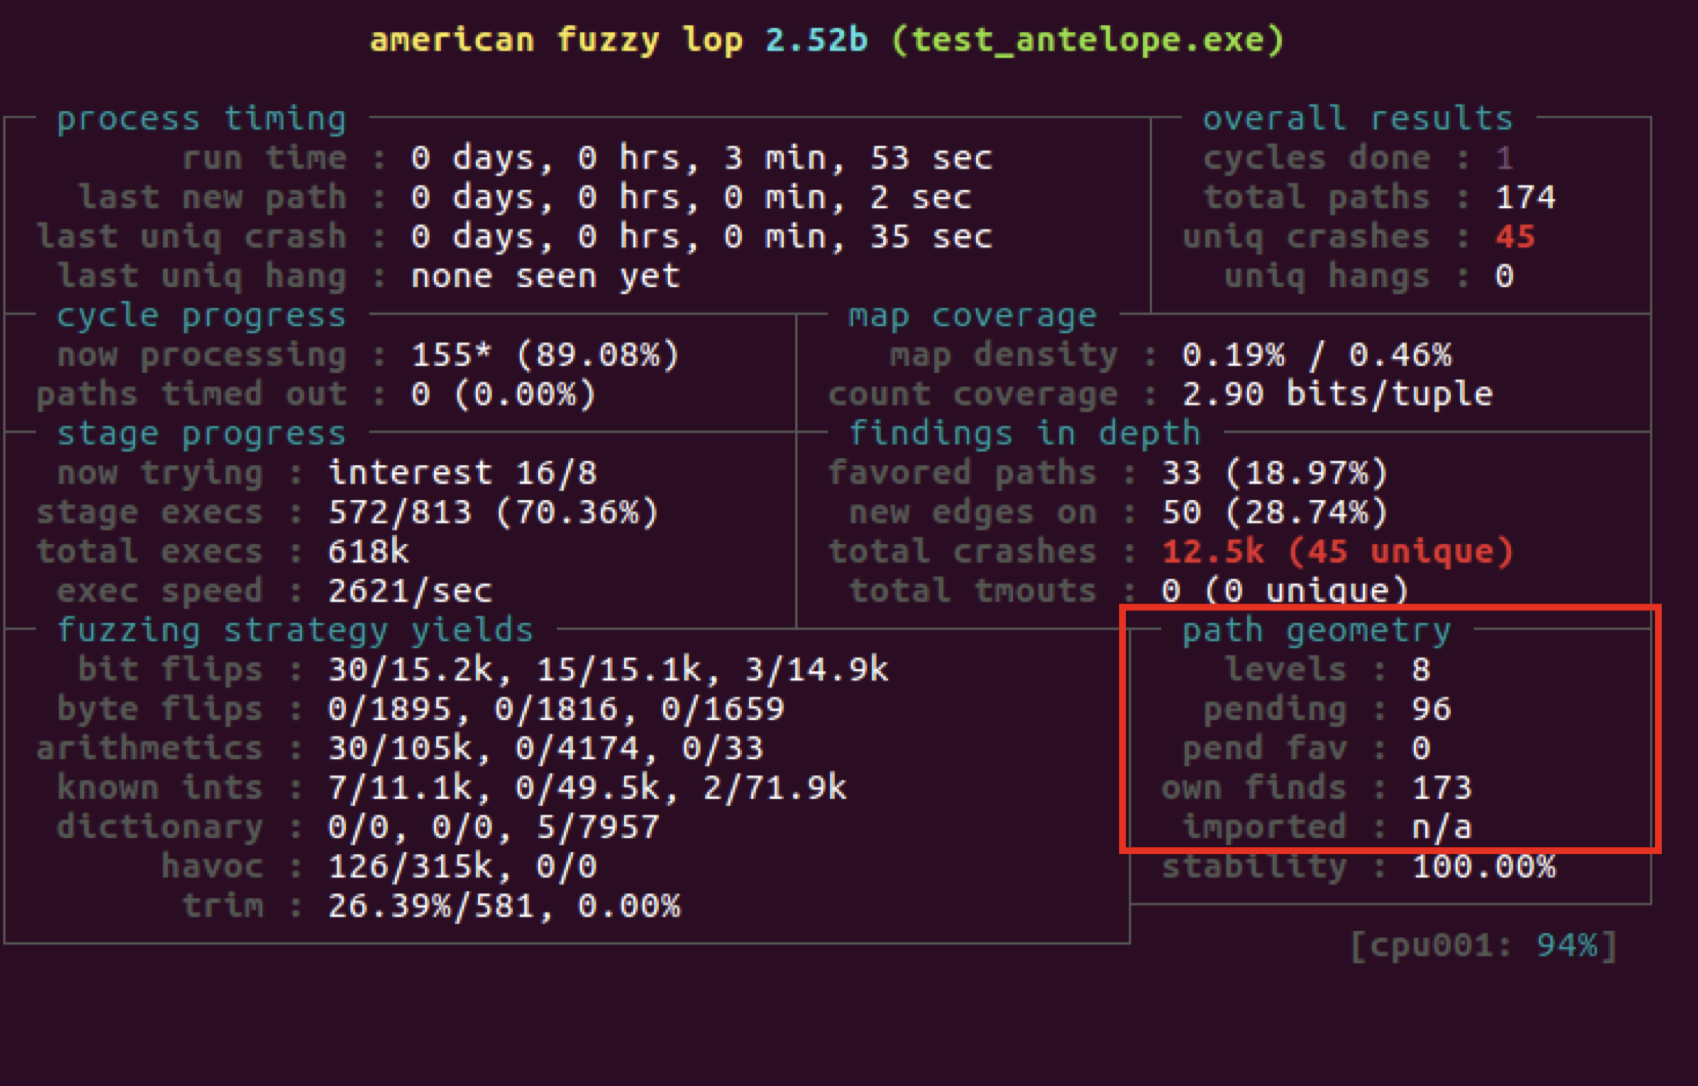 american fuzzy lop 2.52b (test_antelope.exe)
process timing
run time : 0 days, 0 hrs, 3 min, 53 sec
last new path : 0 days, 0 hrs, 0 min, 2 sec
last uniq crash : 0 days, 0 hrs, 0 min, 35 sec
last uniq hang : none seen yet
overall results
cycles done : 1
total paths : 174
uniq crashes : 45
uniq hangs : 0
cycle progress
now processing : 155* (89.08%)
paths timed out : 0 (0.00%)
map coverage
map density : 0.19% / 0.46%
count coverage : 2.90 bits/tuple
stage progress
now trying : interest 16/8
stage execs : 572/813 (70.36%)
total execs : 618k
exec speed : 2621/sec
findings in depth
favored paths : 33 (18.97%)
new edges on : 50 (28.74%)
total crashes : 12.5k (45 unique)
total tmouts : 0 (0 unique)
fuzzing strategy yields
bit flips : 30/15.2k, 15/15.1k, 3/14.9k
byte flips : 0/1895, 0/1816, 0/1659
arithmetics : 30/105k, 0/4174, 0/33
known ints : 7/11.1k, 0/49.5k, 2/71.9k
dictionary : 0/0, 0/0, 5/7957
havoc : 126/315k, 0/0
trim : 26.39%/581, 0.00%
path geometry
levels : 8
pending : 96
pend fav : 0
own finds : 173
imported : n/a
stability : 100.00%
[cpu001: 94%]